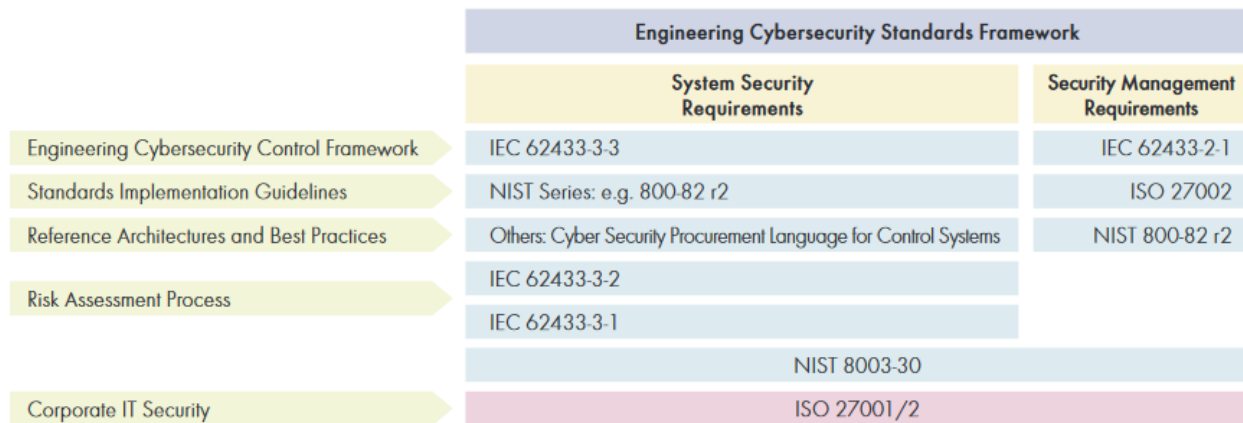 Engineering Cybersecurity Standards Framework
System Security
Requirements
Security Management
Requirements
Engineering Cybersecurity Control Framework
IEC 62433-3-3
IEC 62433-2-1
Standards Implementation Guidelines
NIST Series: e.g. 800-82 r2
ISO 27002
Reference Architectures and Best Practices
Others: Cyber Security Procurement Language for Control Systems
NIST 800-82 r2
Risk Assessment Process
IEC 62433-3-2
IEC 62433-3-1
NIST 8003-30
Corporate IT Security
ISO 27001/2